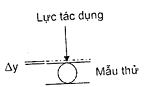 Lực tác dụng
Δy
Mẫu thử